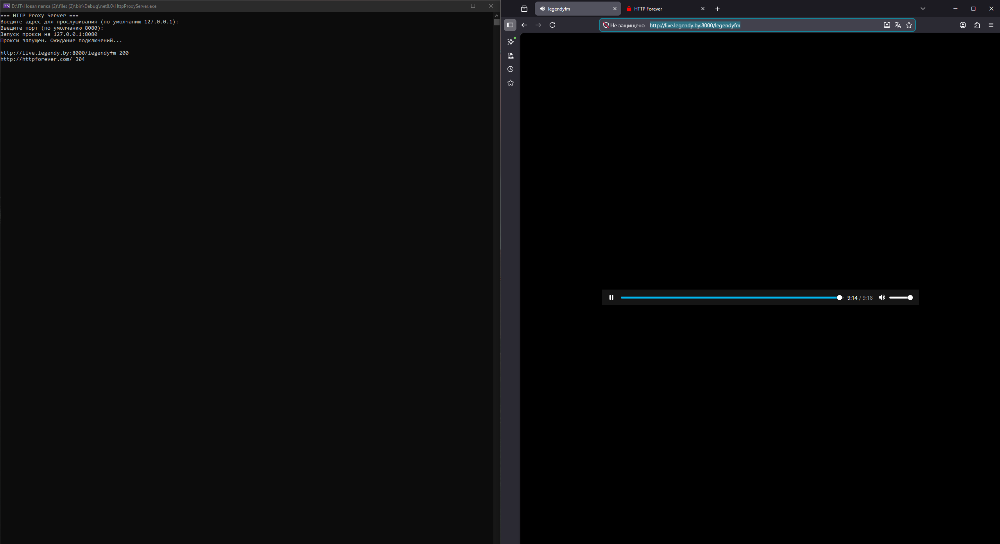 D:\IT\Новая папка (2)\files (2)\bin\Debug\net8.0\HttpProxyServer.exe
=== HTTP Proxy Server ===
Введите адрес для прослушивания (по умолчанию 127.0.0.1):
Введите порт (по умолчанию 8080):
Запуск прокси на 127.0.0.1:8080
Прокси запущен. Ожидание подключений...
http://live.legendy.by:8000/legendyfm 200
http://httpforever.com/ 304
legendyfm
HTTP Forever
Не защищено http://live.legendy.by:8000/legendyfm
9:14 / 9:18